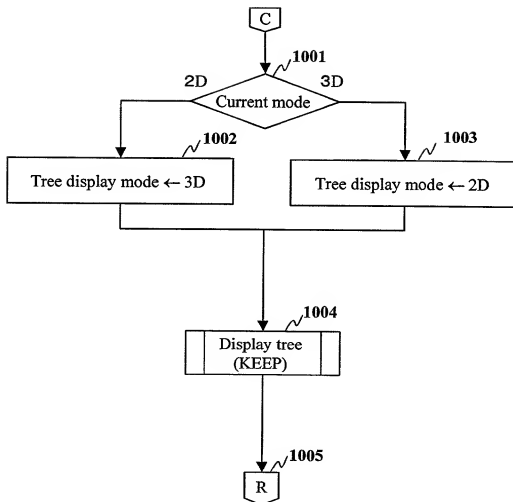 C
1001
2D
3D
Current mode
1002
1003
Tree display mode ← 3D
Tree display mode ← 2D
1004
Display tree
(KEEP)
1005
R